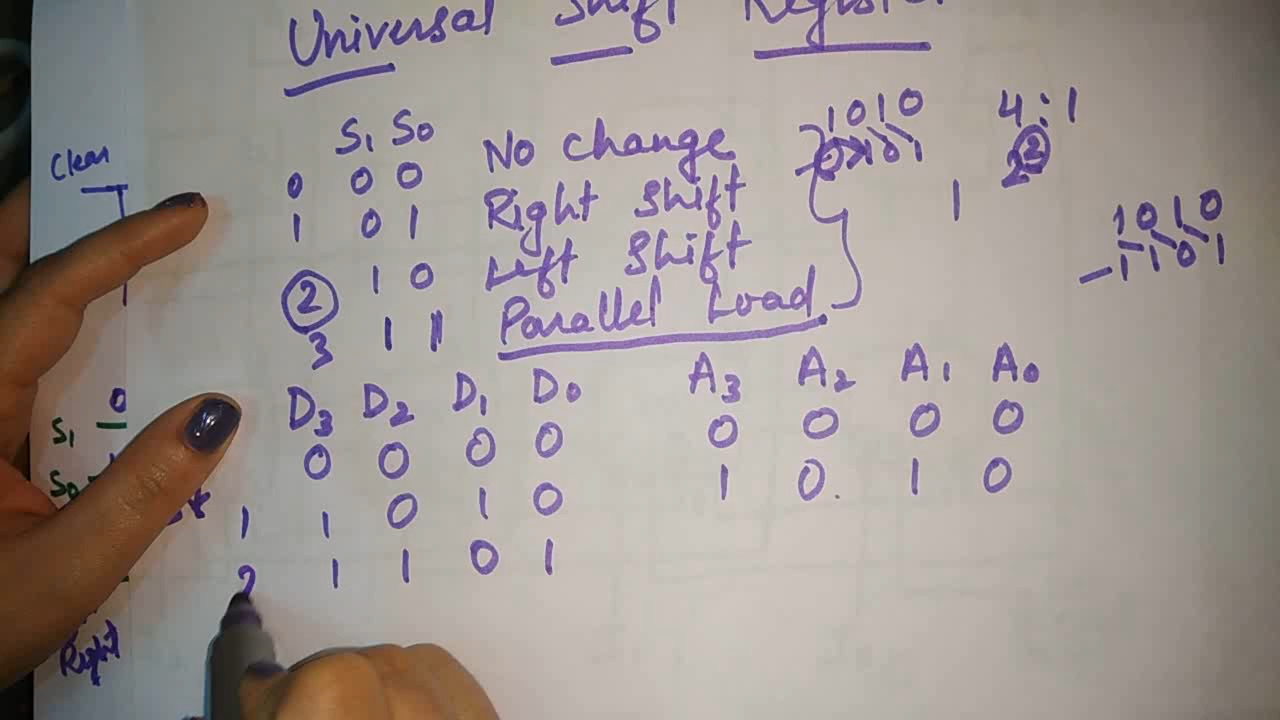 Universal Shift Register
Clear
S1 S0
0 0 0 No change
1 0 1 Right Shift
2 1 0 Left Shift
3 1 1 Parallel Load
1010
4:1
2
1
1010
1101
D3 D2 D1 D0
0 0 0 0
1 1 0 1 0
2 1 1 0 1
A3 A2 A1 A0
0 0 0 0
1 0. 1 0
0
S1
S0
Right